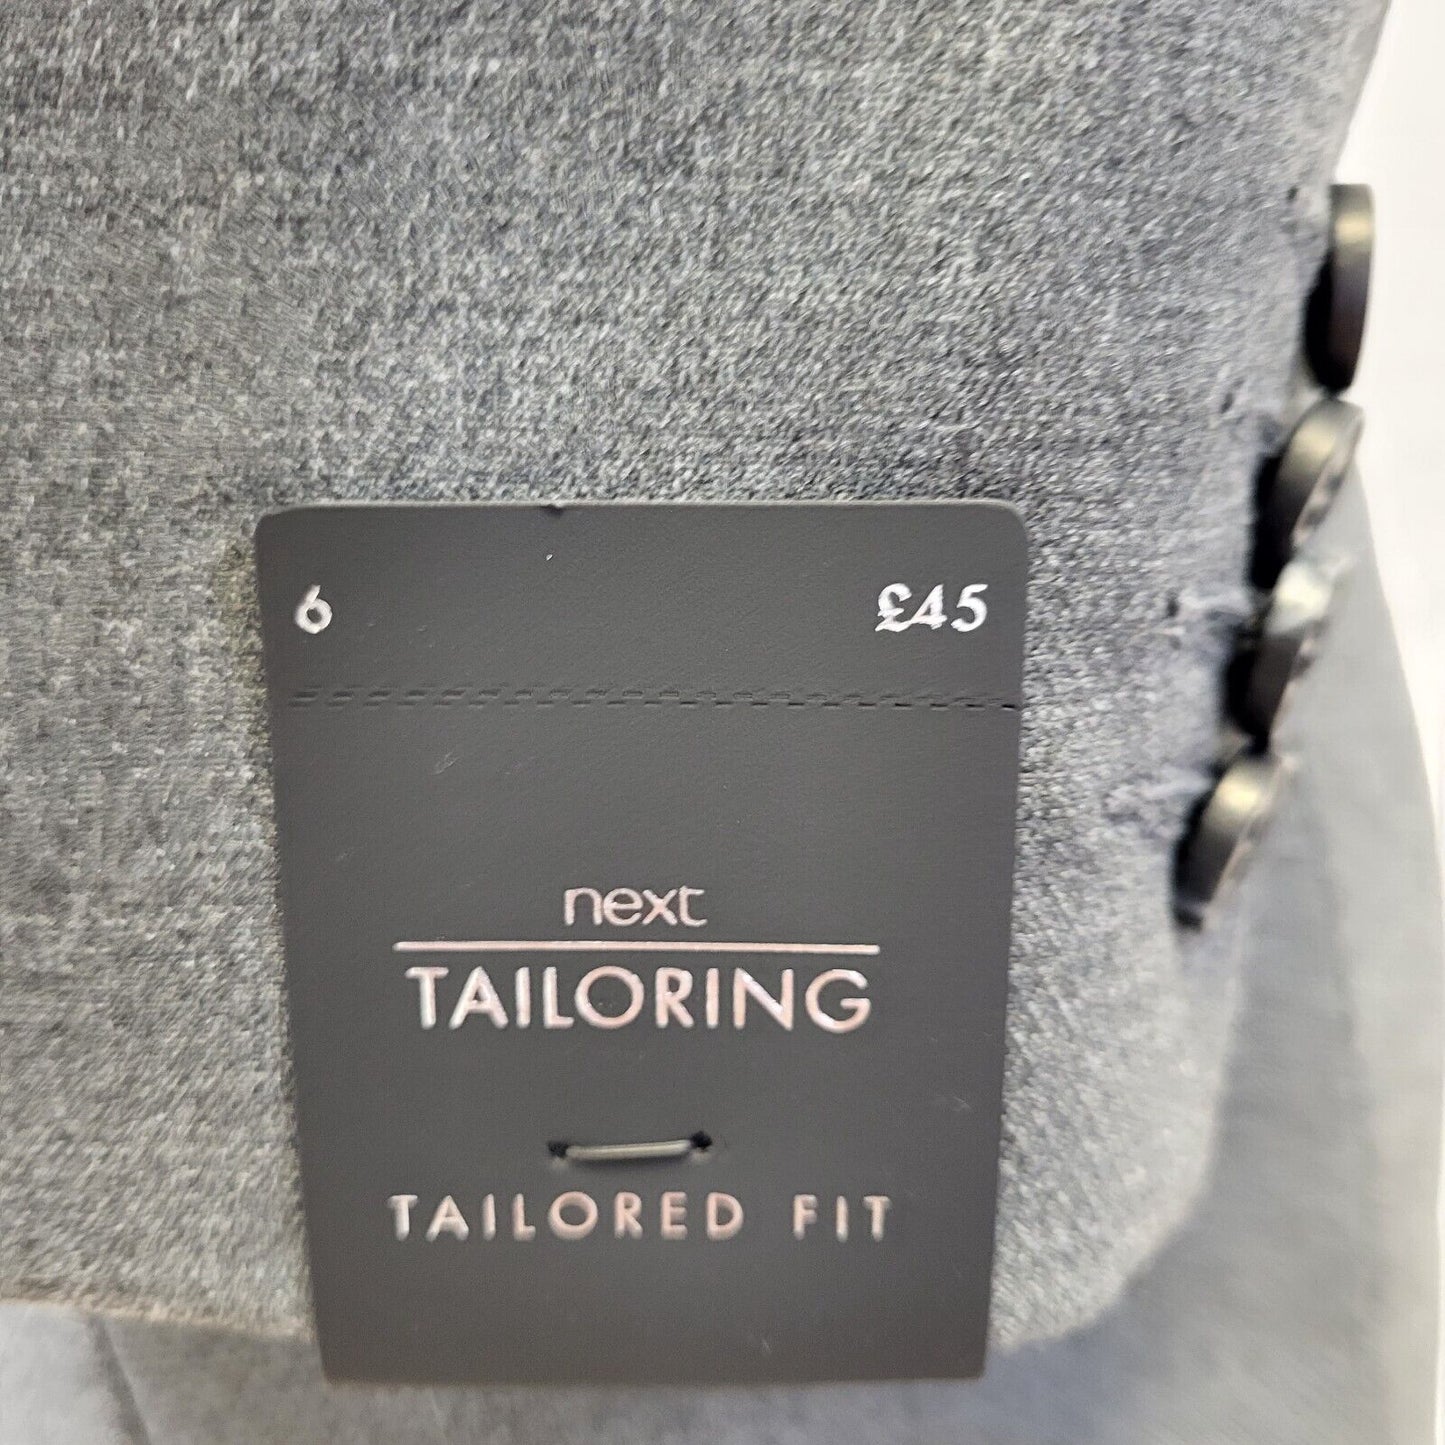 6 £45
next
TAILORING
TAILORED FIT